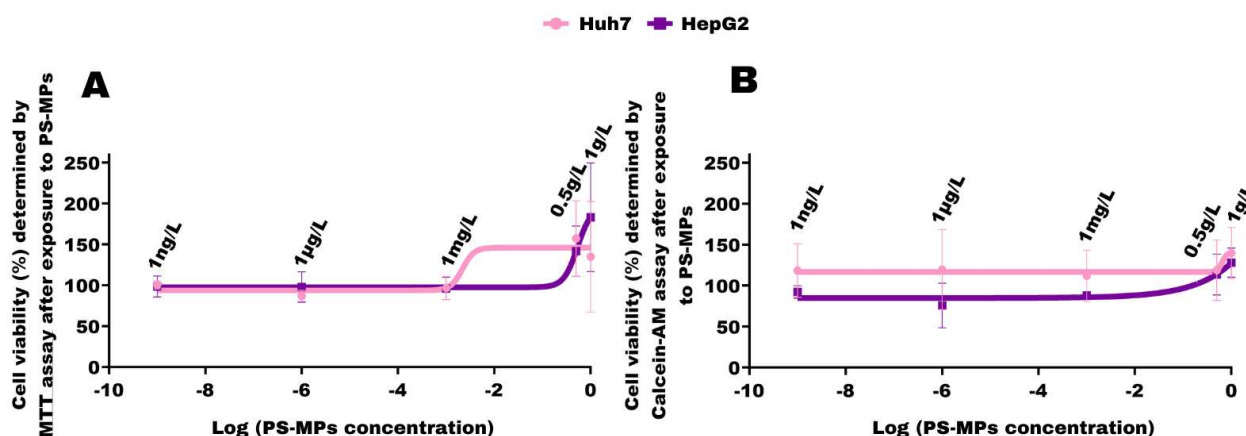 Huh7 HepG2
A
Cell viability (%) determined by
MTT assay after exposure to PS-MPs
250
200
150
100
50
0
-10 -8 -6 -4 -2 0
1ng/L
1µg/L
1mg/L
0.5g/L
1g/L
Log (PS-MPs concentration)
B
Cell viability (%) determined by
Calcein-AM assay after exposure
to PS-MPs
250
200
150
100
50
0
-10 -8 -6 -4 -2 0
1ng/L
1µg/L
1mg/L
0.5g/L
1g/L
Log (PS-MPs concentration)